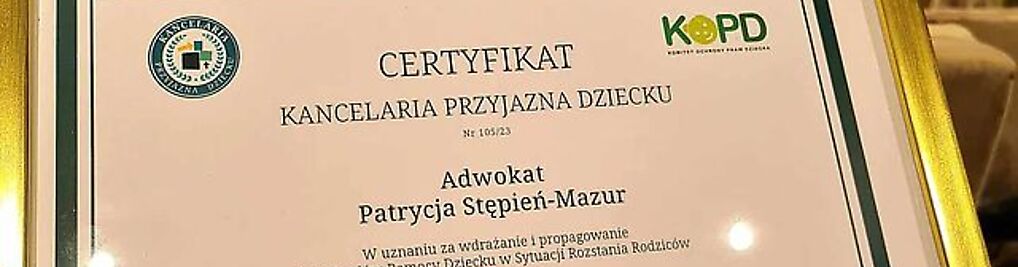 KANCELARIA
PRZYJAZNA DZIECKU
KOPD
KOMITET OCHRONY PRAW DZIECKA
CERTYFIKAT
KANCELARIA PRZYJAZNA DZIECKU
Nr 105/23
Adwokat
Patrycja Stępień-Mazur
W uznaniu za wdrażanie i propagowanie
Pomocy Dziecku w Sytuacji Rozstania Rodziców